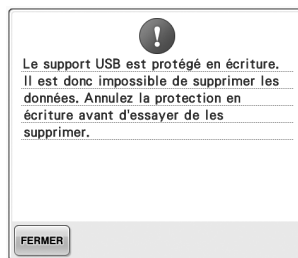 Le support USB est protégé en écriture.
Il est donc impossible de supprimer les
données. Annulez la protection en
écriture avant d'essayer de les
supprimer.
FERMER